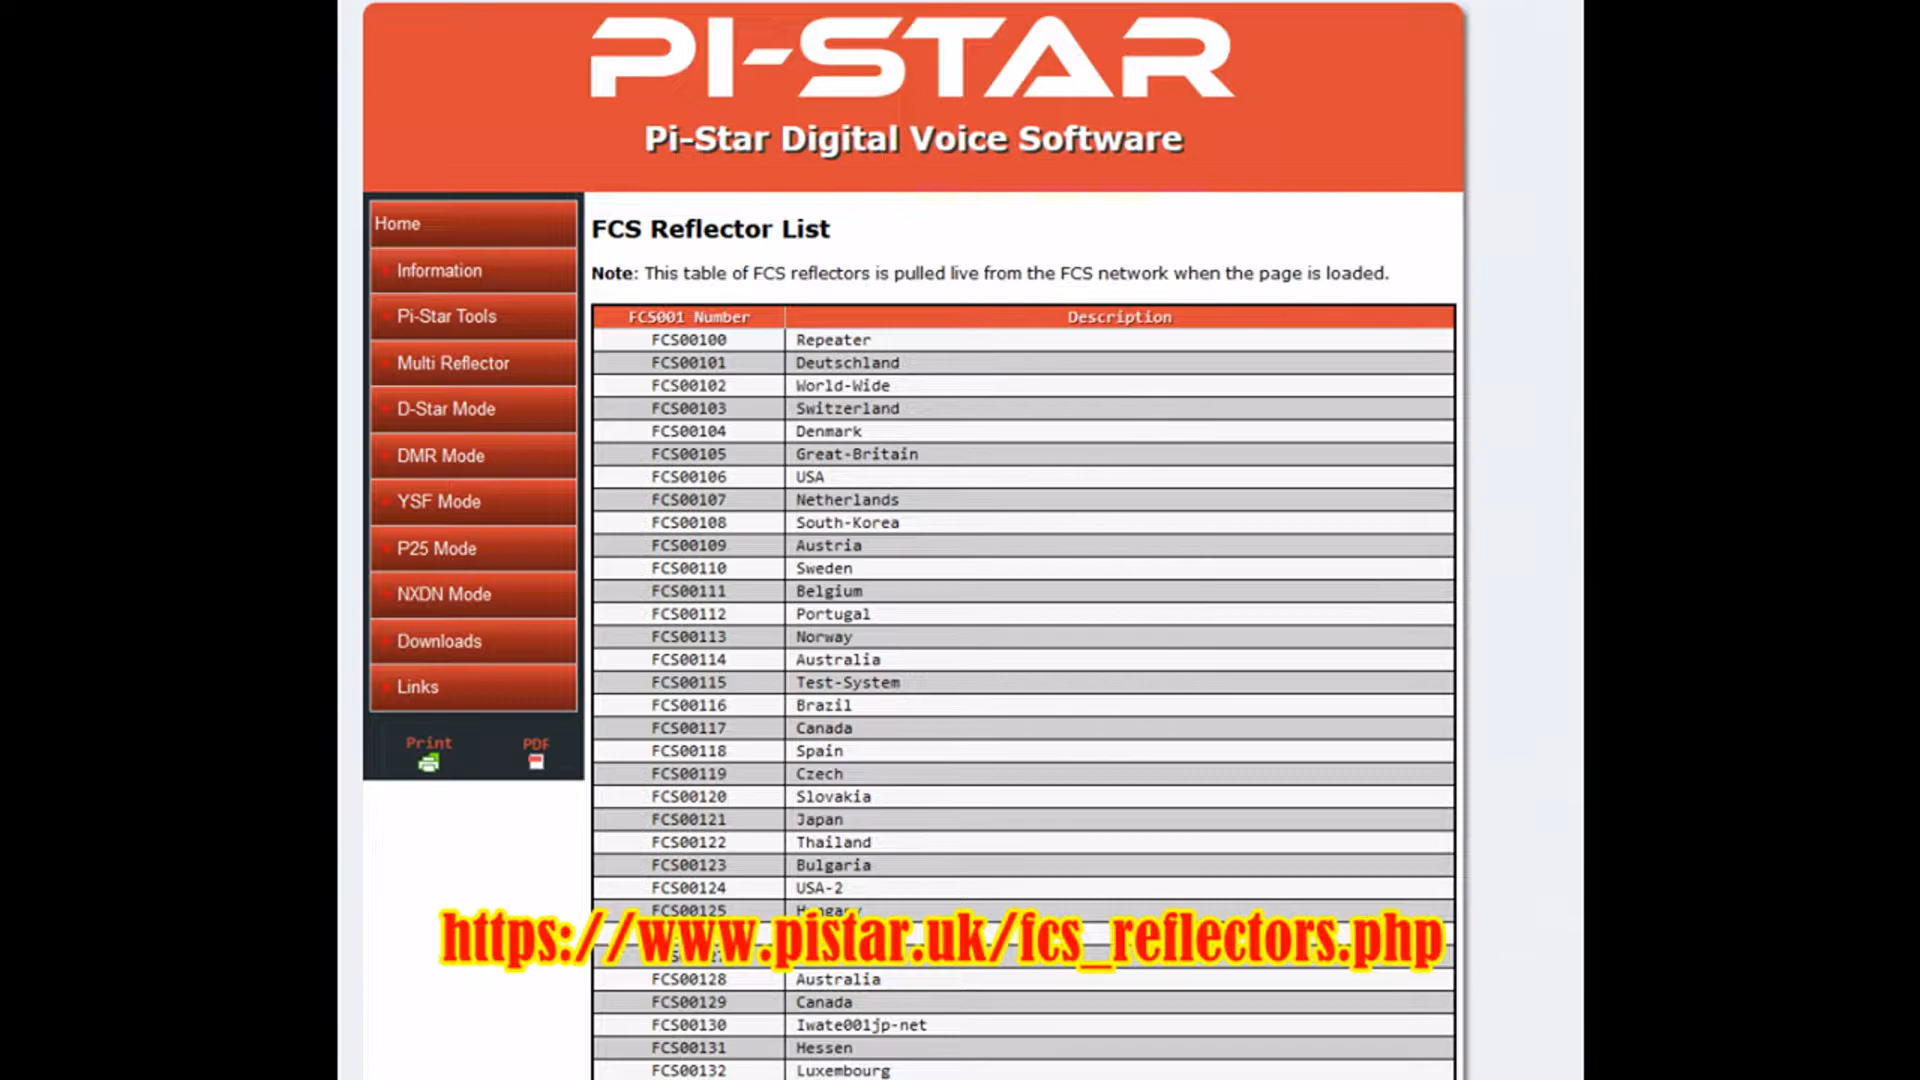 PI-STAR
Pi-Star Digital Voice Software
Home
Information
Pi-Star Tools
Multi Reflector
D-Star Mode
DMR Mode
YSF Mode
P25 Mode
NXDN Mode
Downloads
Links
Print PDF
FCS Reflector List
Note: This table of FCS reflectors is pulled live from the FCS network when the page is loaded.
FCS001 Number Description
FCS00100 Repeater
FCS00101 Deutschland
FCS00102 World-Wide
FCS00103 Switzerland
FCS00104 Denmark
FCS00105 Great-Britain
FCS00106 USA
FCS00107 Netherlands
FCS00108 South-Korea
FCS00109 Austria
FCS00110 Sweden
FCS00111 Belgium
FCS00112 Portugal
FCS00113 Norway
FCS00114 Australia
FCS00115 Test-System
FCS00116 Brazil
FCS00117 Canada
FCS00118 Spain
FCS00119 Czech
FCS00120 Slovakia
FCS00121 Japan
FCS00122 Thailand
FCS00123 Bulgaria
FCS00124 USA-2
FCS00125 Hungary
https://www.pistar.uk/fcs_reflectors.php
FCS00128 Australia
FCS00129 Canada
FCS00130 Iwate001jp-net
FCS00131 Hessen
FCS00132 Luxembourg